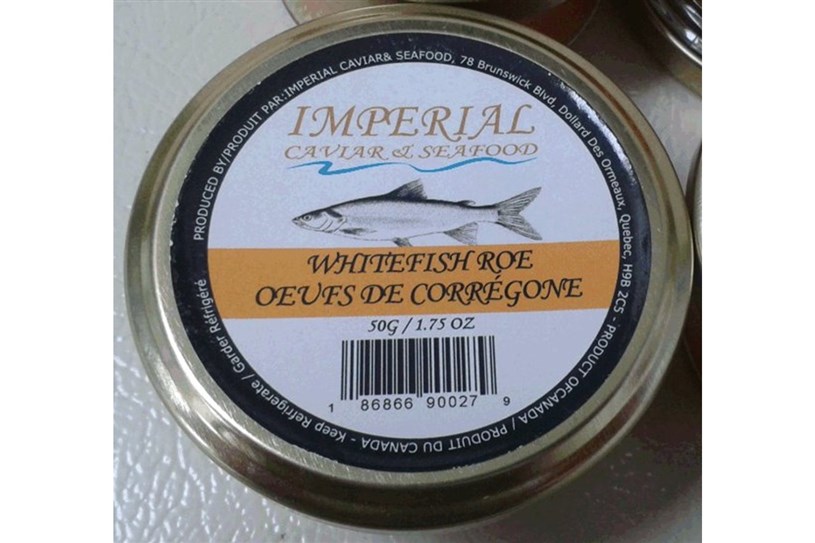 PRODUCED BY/PRODUIT PAR:IMPERIAL CAVIAR& SEAFOOD, 78 Brunswick Blvd, Dollard Des Ormeaux, Quebec, H9B 2C5 - PRODUCT OFCANADA / PRODUIT DU CANADA - Keep Refrigerate / Garder Réfrigéré
IMPERIAL
CAVIAR & SEAFOOD
WHITEFISH ROE
OEUFS DE CORRÉGONE
50G / 1.75 OZ
1 86866 90027 9